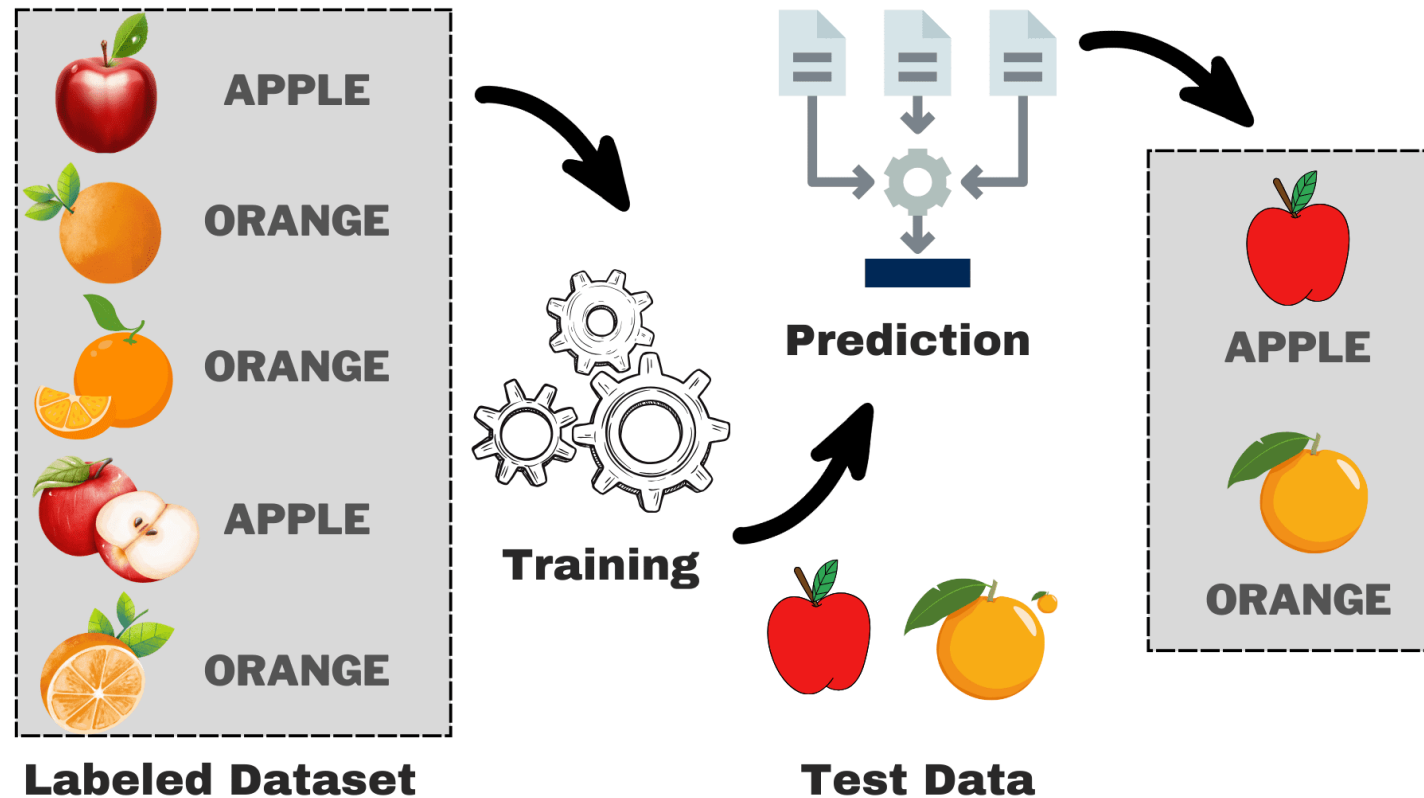 APPLE
ORANGE
ORANGE
APPLE
ORANGE
Labeled Dataset
Training
Prediction
Test Data
APPLE
ORANGE